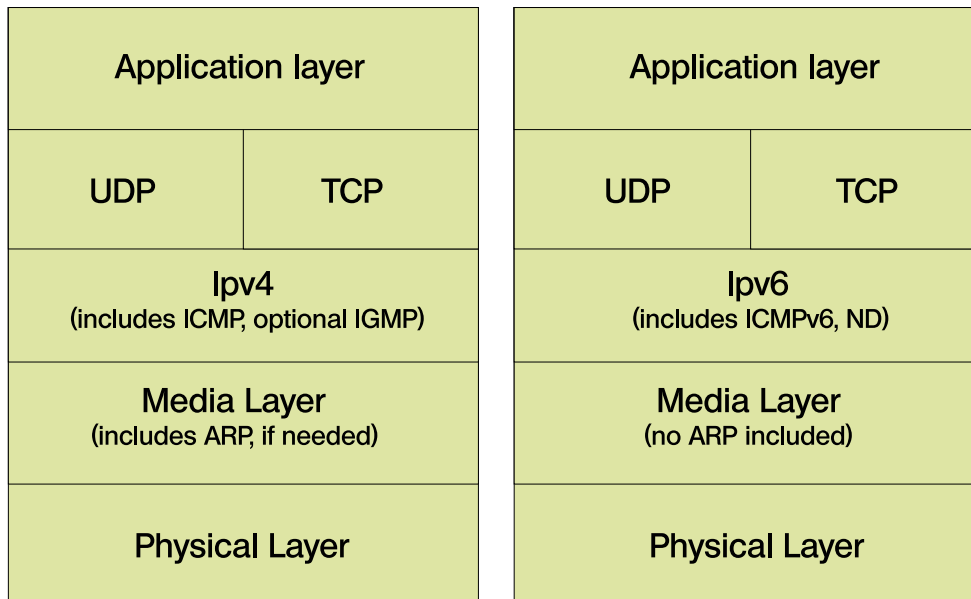 Application layer
UDP
TCP
Ipv4
(includes ICMP, optional IGMP)
Media Layer
(includes ARP, if needed)
Physical Layer
Application layer
UDP
TCP
Ipv6
(includes ICMPv6, ND)
Media Layer
(no ARP included)
Physical Layer